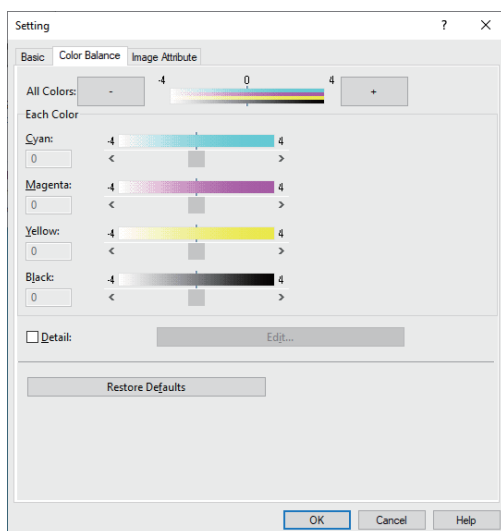 Setting ? ×
Basic Color Balance Image Attribute
-4 0 4
All Colors: - +
Each Color
Cyan: -4 4
0 < >
Magenta: -4 4
0 < >
Yellow: -4 4
0 < >
Black: -4 4
0 < >
Detail: Edit...
Restore Defaults
OK Cancel Help